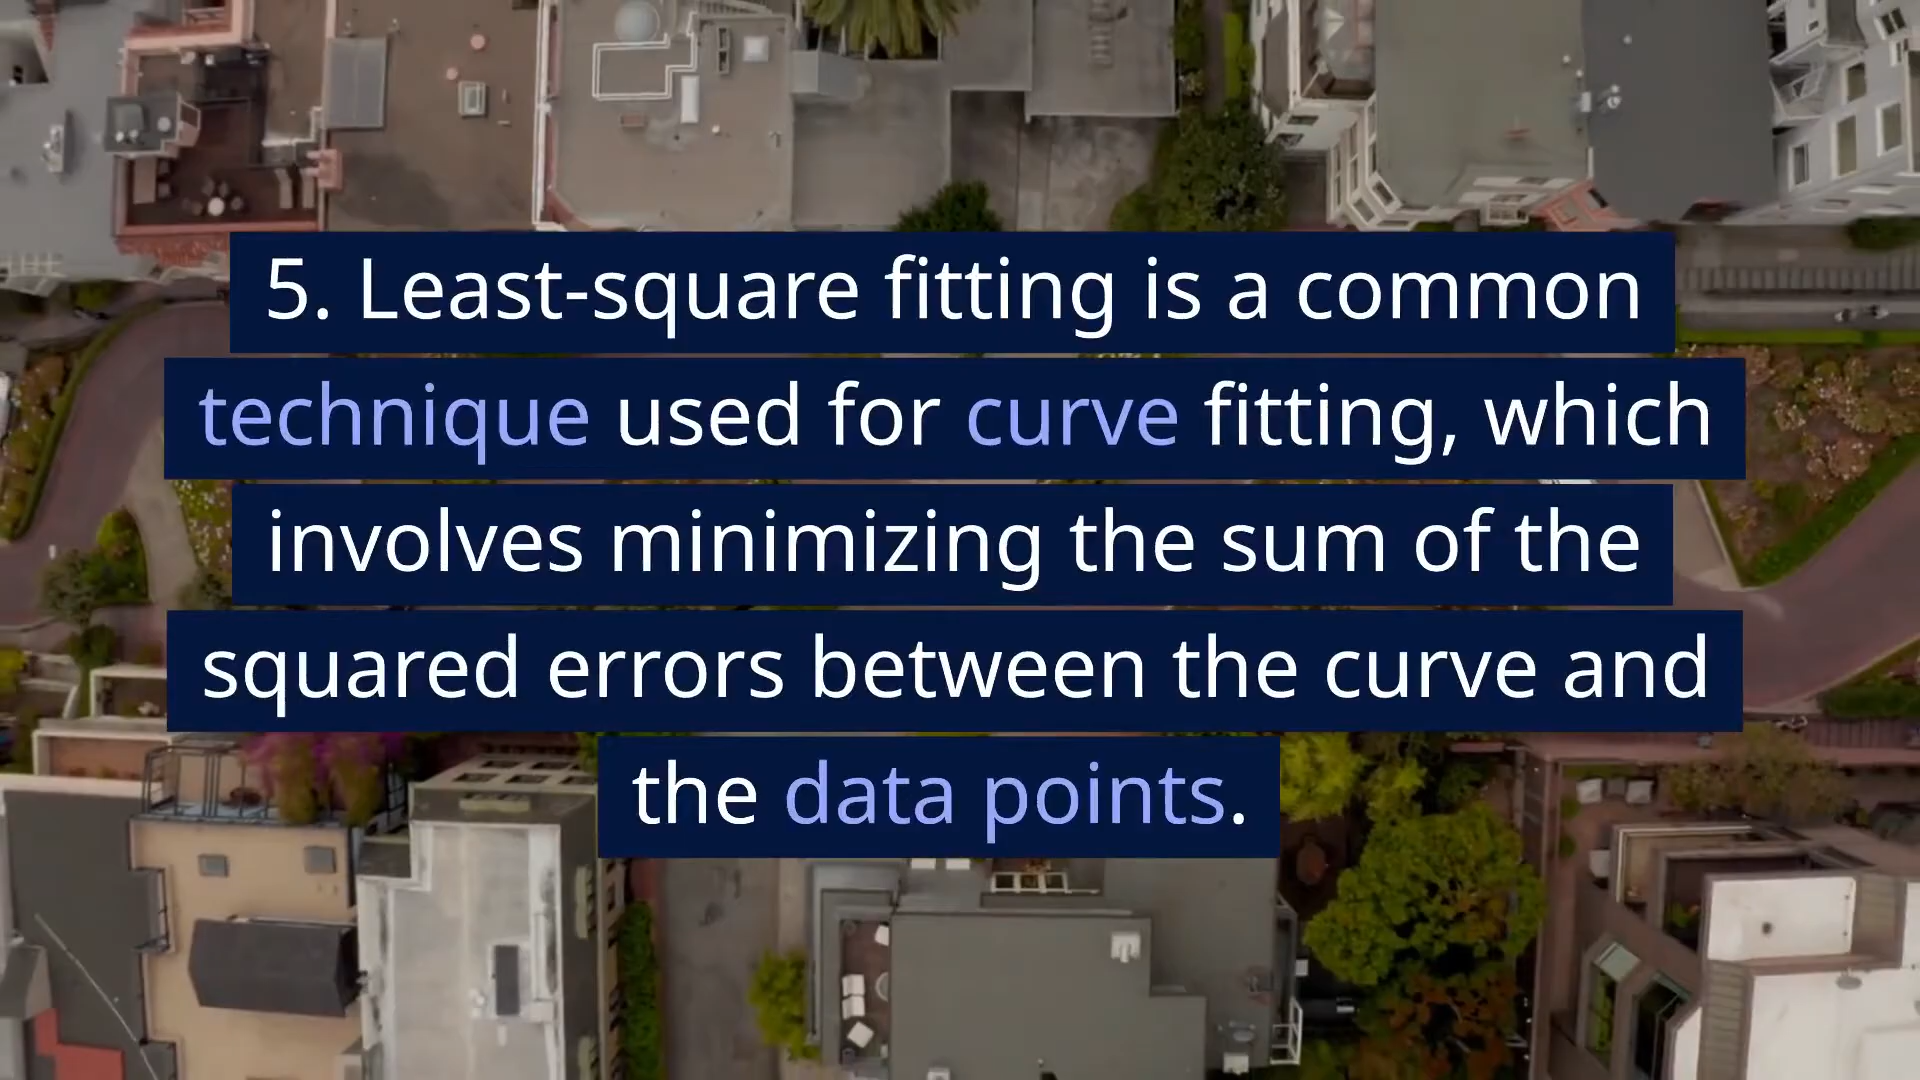 5. Least-square fitting is a common
technique used for curve fitting, which
involves minimizing the sum of the
squared errors between the curve and
the data points.